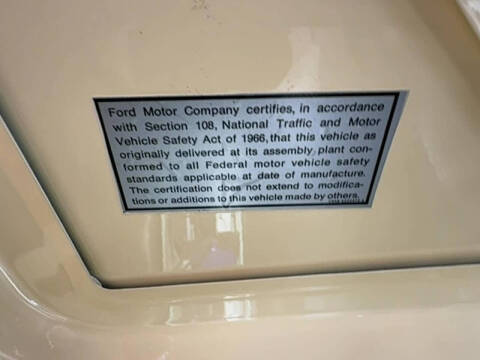 Ford Motor Company certifies, in accordance
with Section 108, National Traffic and Motor
Vehicle Safety Act of 1966, that this vehicle as
originally delivered at its assembly plant con-
formed to all Federal motor vehicle safety
standards applicable at date of manufacture.
The certification does not extend to modifica-
tions or additions to this vehicle made by others.